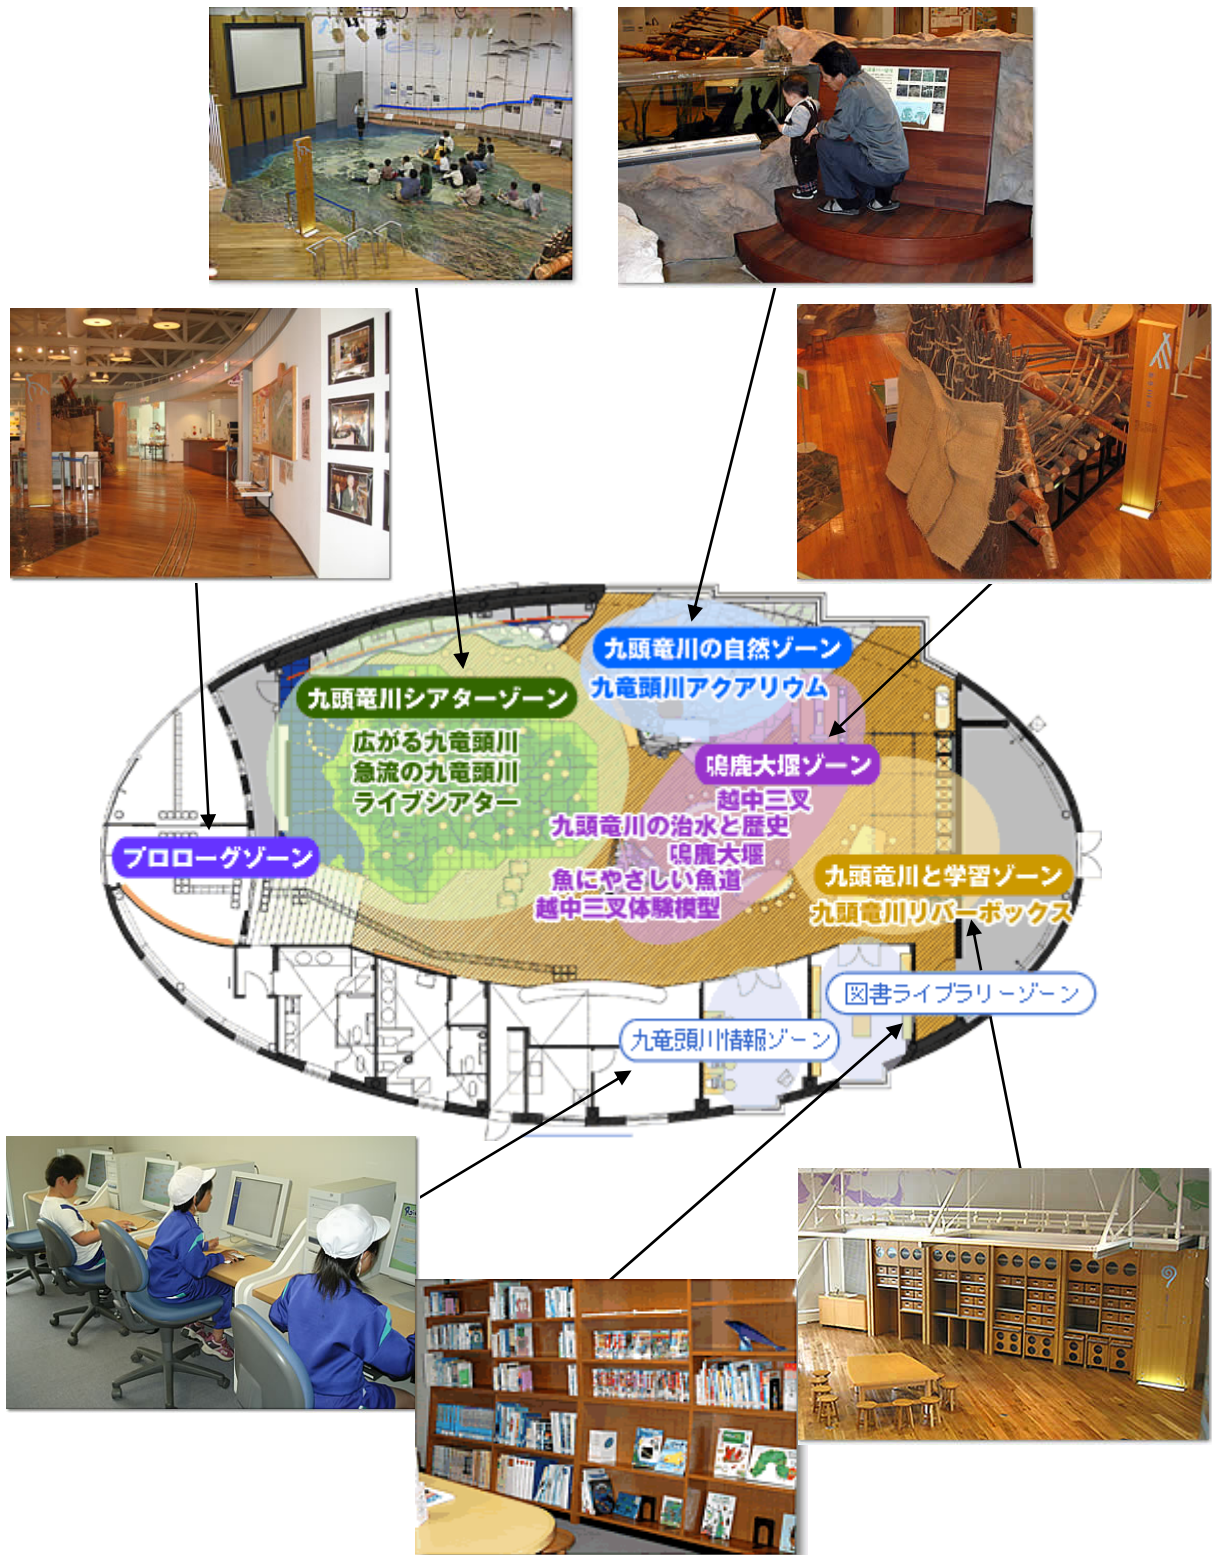 九頭竜川の自然ゾーン
九竜頭川アクアリウム
九頭竜川シアターゾーン
広がる九竜頭川
急流の九竜頭川
ライブシアター
鳴鹿大堰ゾーン
越中三叉
九頭竜川の治水と歴史
鳴鹿大堰
魚にやさしい魚道
越中三叉体験模型
プロローグゾーン
九頭竜川と学習ゾーン
九頭竜川リバーボックス
図書ライブラリーゾーン
九竜頭川情報ゾーン